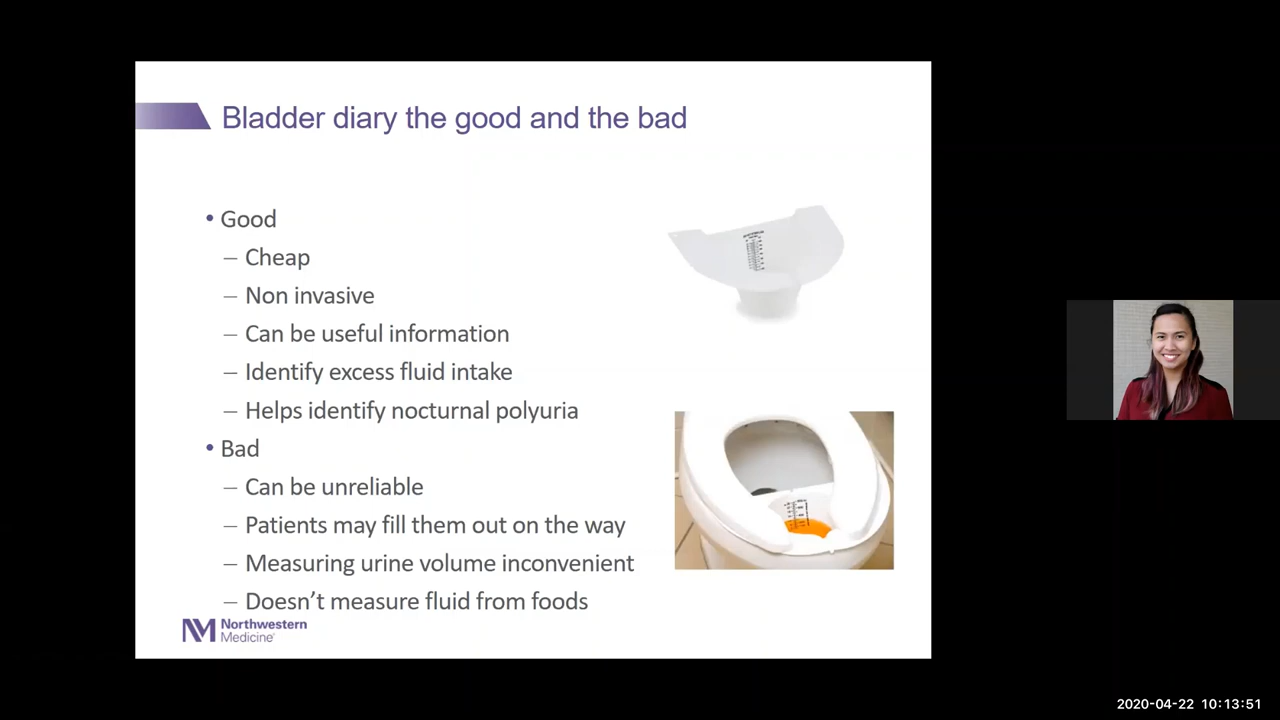 Bladder diary the good and the bad
• Good
– Cheap
– Non invasive
– Can be useful information
– Identify excess fluid intake
– Helps identify nocturnal polyuria
• Bad
– Can be unreliable
– Patients may fill them out on the way
– Measuring urine volume inconvenient
– Doesn’t measure fluid from foods
NM Northwestern
Medicine®
2020-04-22 10:13:51